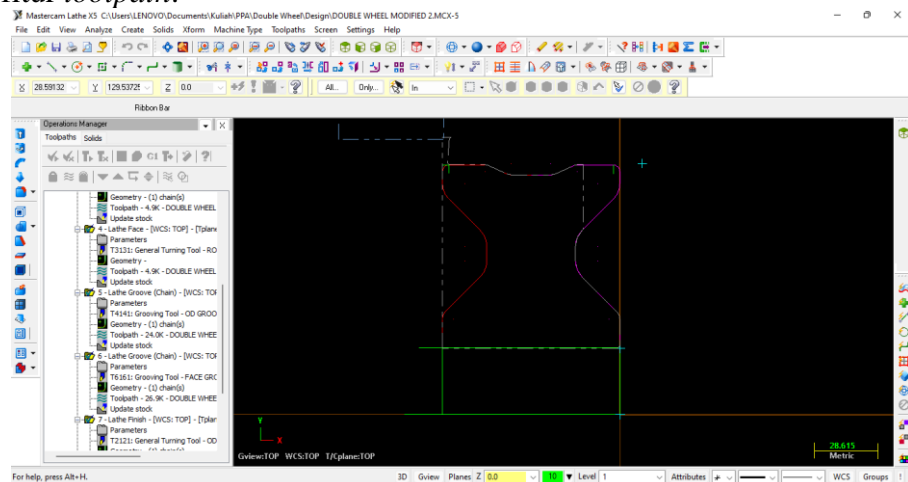 ntul toolpath.
Mastercam Lathe X5 C:\Users\LENOVO\Documents\Kuliah\PPA\Double Wheel\Design\DOUBLE WHEEL MODIFIED 2.MCX-5
File Edit View Analyze Create Solids Xform Machine Type Toolpaths Screen Settings Help
X 28.59132 Y 129.53725 Z 0.0 All... Only... In
Ribbon Bar
Operations Manager
Toolpaths Solids
Geometry - (1) chain(s)
Toolpath - 4.9K - DOUBLE WHEEL
Update stock
4 - Lathe Face - [WCS: TOP] - [Tplane
Parameters
T3131: General Turning Tool - RO
Geometry -
Toolpath - 4.9K - DOUBLE WHEEL
Update stock
5 - Lathe Groove (Chain) - [WCS: TOP
Parameters
T4141: Grooving Tool - OD GROO
Geometry - (1) chain(s)
Toolpath - 24.0K - DOUBLE WHEE
Update stock
6 - Lathe Groove (Chain) - [WCS: TOP
Parameters
T6161: Grooving Tool - FACE GRC
Geometry - (1) chain(s)
Toolpath - 26.9K - DOUBLE WHEE
Update stock
7 - Lathe Finish - [WCS: TOP] - [Tplan
Parameters
T2121: General Turning Tool - OD
Y
X
Gview:TOP WCS:TOP T/Cplane:TOP
28.615
Metric
For help, press Alt+H.
3D Gview Planes Z 0.0 10 Level 1 Attributes WCS Groups